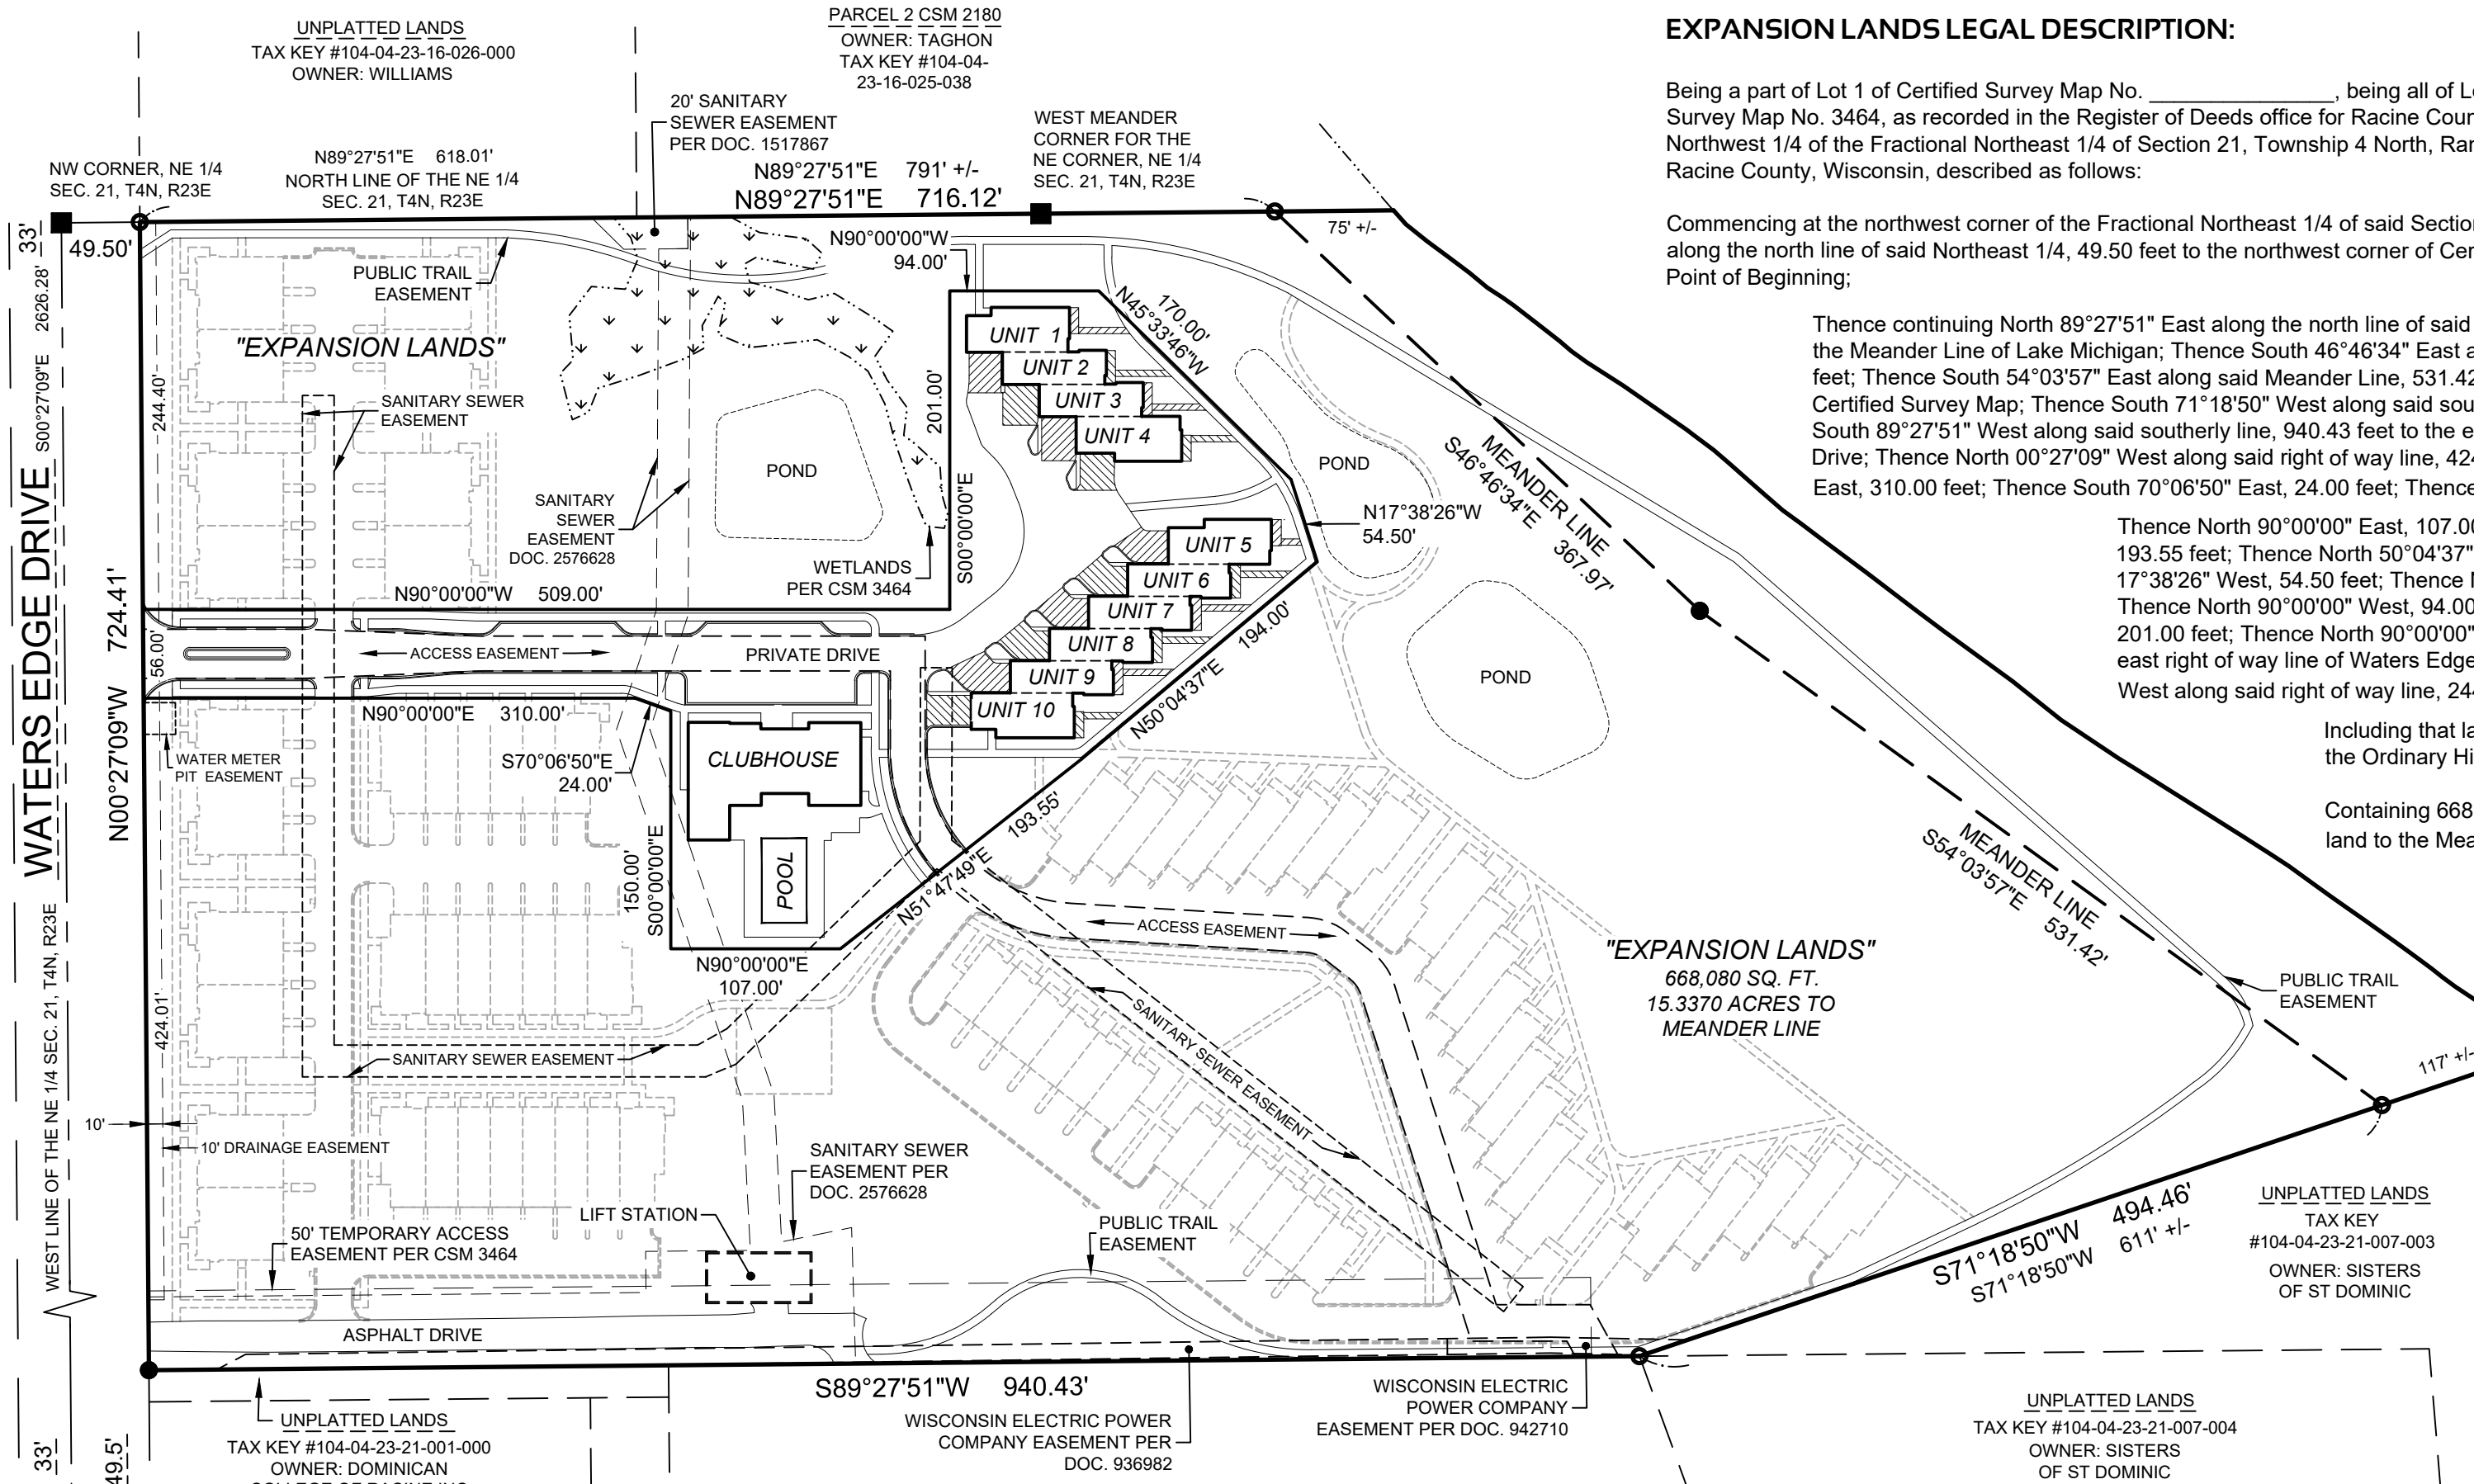 UNPLATTED LANDS
TAX KEY #104-04-23-16-026-000
OWNER: WILLIAMS
PARCEL 2 CSM 2180
OWNER: TAGHON
TAX KEY #104-04-
23-16-025-038
20' SANITARY
SEWER EASEMENT
PER DOC. 1517867
WEST MEANDER
CORNER FOR THE
NE CORNER, NE 1/4
SEC. 21, T4N, R23E
NW CORNER, NE 1/4
SEC. 21, T4N, R23E
N89°27'51"E 618.01'
NORTH LINE OF THE NE 1/4
SEC. 21, T4N, R23E
N89°27'51"E 791' +/-
N89°27'51"E 716.12'
33'
49.50'
75' +/-
N90°00'00"W
94.00'
PUBLIC TRAIL
EASEMENT
"EXPANSION LANDS"
244.40'
SANITARY SEWER
EASEMENT
SANITARY
SEWER
EASEMENT
DOC. 2576628
POND
WETLANDS
PER CSM 3464
201.00'
S00°00'00"E
170.00'
N45°33'46"W
UNIT 1
UNIT 2
UNIT 3
UNIT 4
UNIT 5
UNIT 6
UNIT 7
UNIT 8
UNIT 9
UNIT 10
POND
N17°38'26"W
54.50'
MEANDER LINE
S46°46'34"E 367.97'
POND
194.00'
N50°04'37"E
WATERS EDGE DRIVE
S00°27'09"E 2626.28'
N00°27'09"W 724.41'
WEST LINE OF THE NE 1/4 SEC. 21, T4N, R23E
N90°00'00"W 509.00'
56.00'
ACCESS EASEMENT
PRIVATE DRIVE
N90°00'00"E 310.00'
WATER METER
PIT EASEMENT
S70°06'50"E
24.00'
CLUBHOUSE
POOL
150.00'
S00°00'00"E
193.55'
N51°47'49"E
N90°00'00"E
107.00'
ACCESS EASEMENT
SANITARY SEWER EASEMENT
"EXPANSION LANDS"
668,080 SQ. FT.
15.3370 ACRES TO
MEANDER LINE
MEANDER LINE
S54°03'57"E 531.42'
PUBLIC TRAIL
EASEMENT
117' +/-
424.01'
SANITARY SEWER EASEMENT
10'
10' DRAINAGE EASEMENT
50' TEMPORARY ACCESS
EASEMENT PER CSM 3464
LIFT STATION
SANITARY SEWER
EASEMENT PER
DOC. 2576628
PUBLIC TRAIL
EASEMENT
ASPHALT DRIVE
S71°18'50"W 494.46'
S71°18'50"W 611' +/-
UNPLATTED LANDS
TAX KEY
#104-04-23-21-007-003
OWNER: SISTERS
OF ST DOMINIC
S89°27'51"W 940.43'
33'
49.5'
UNPLATTED LANDS
TAX KEY #104-04-23-21-001-000
OWNER: DOMINICAN
WISCONSIN ELECTRIC POWER
COMPANY EASEMENT PER
DOC. 936982
WISCONSIN ELECTRIC
POWER COMPANY
EASEMENT PER DOC. 942710
UNPLATTED LANDS
TAX KEY #104-04-23-21-007-004
OWNER: SISTERS
OF ST DOMINIC
EXPANSION LANDS LEGAL DESCRIPTION:
Being a part of Lot 1 of Certified Survey Map No. _______________, being all of
Survey Map No. 3464, as recorded in the Register of Deeds office for Racine
Northwest 1/4 of the Fractional Northeast 1/4 of Section 21, Township 4 North,
Racine County, Wisconsin, described as follows:
Commencing at the northwest corner of the Fractional Northeast 1/4 of said
along the north line of said Northeast 1/4, 49.50 feet to the northwest corner of
Point of Beginning;
Thence continuing North 89°27'51" East along the north line of said
the Meander Line of Lake Michigan; Thence South 46°46'34" East
feet; Thence South 54°03'57" East along said Meander Line, 531.42
Certified Survey Map; Thence South 71°18'50" West along said
South 89°27'51" West along said southerly line, 940.43 feet to the
Drive; Thence North 00°27'09" West along said right of way line,
East, 310.00 feet; Thence South 70°06'50" East, 24.00 feet; Thence
Thence North 90°00'00" East,
193.55 feet; Thence North 50°04'37"
17°38'26" West, 54.50 feet; Thence
Thence North 90°00'00" West,
201.00 feet; Thence North 90°00'00"
east right of way line of Waters Edge
West along said right of way line,
Including that
the Ordinary
Containing
land to the